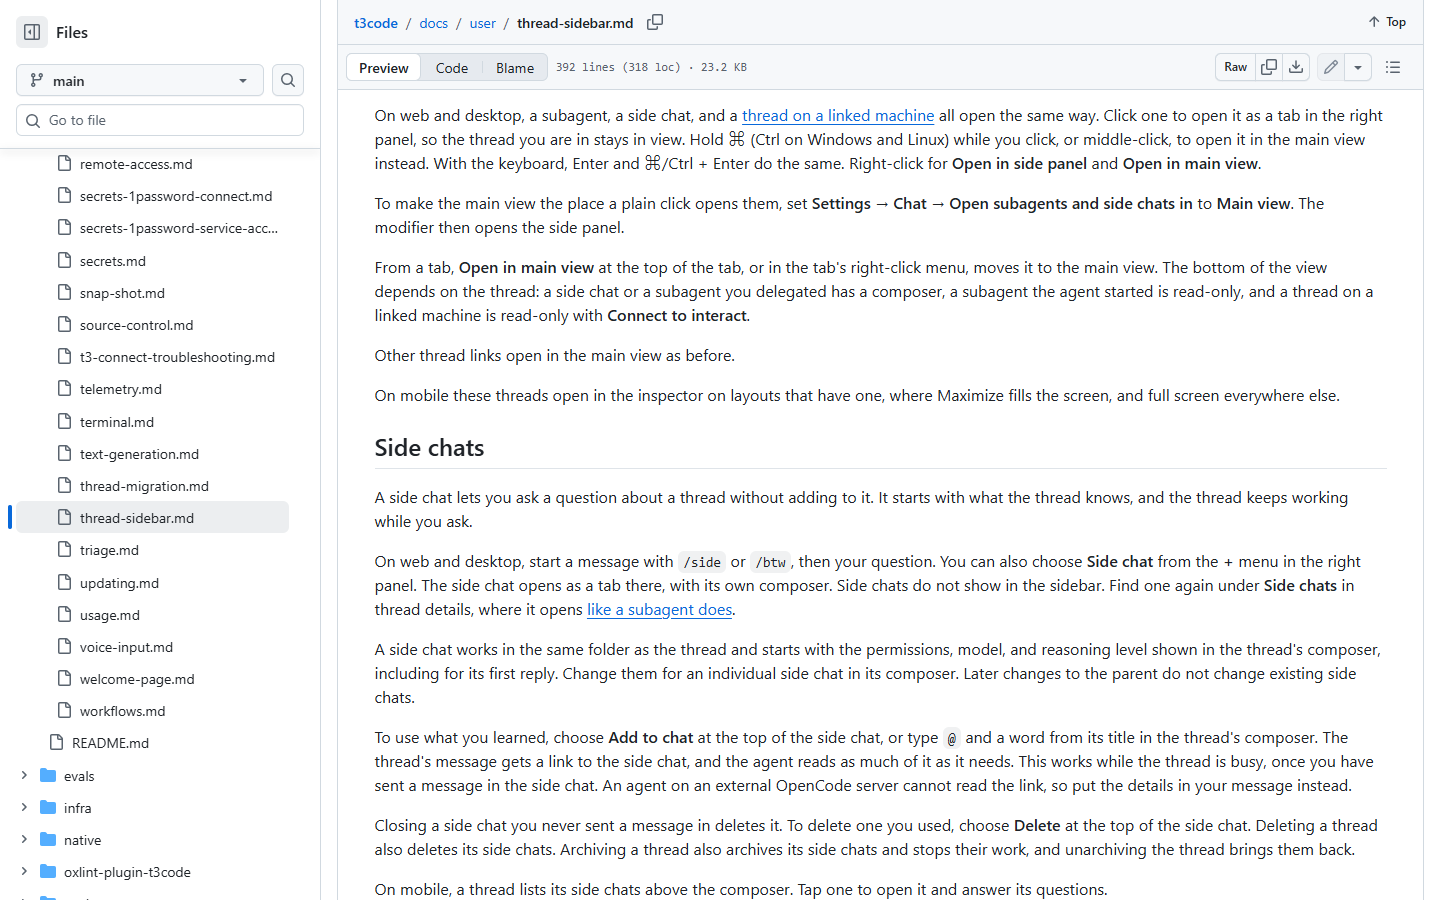 Files
main
Go to file
remote-access.md
secrets-1password-connect.md
secrets-1password-service-acc...
secrets.md
snap-shot.md
source-control.md
t3-connect-troubleshooting.md
telemetry.md
terminal.md
text-generation.md
thread-migration.md
thread-sidebar.md
triage.md
updating.md
usage.md
voice-input.md
welcome-page.md
workflows.md
README.md
evals
infra
native
oxlint-plugin-t3code
t3code / docs / user / thread-sidebar.md
Top
Preview Code Blame 392 lines (318 loc) · 23.2 KB Raw
On web and desktop, a subagent, a side chat, and a thread on a linked machine all open the same way. Click one to open it as a tab in the right
panel, so the thread you are in stays in view. Hold ⌘ (Ctrl on Windows and Linux) while you click, or middle-click, to open it in the main view
instead. With the keyboard, Enter and ⌘/Ctrl + Enter do the same. Right-click for Open in side panel and Open in main view.
To make the main view the place a plain click opens them, set Settings → Chat → Open subagents and side chats in to Main view. The
modifier then opens the side panel.
From a tab, Open in main view at the top of the tab, or in the tab's right-click menu, moves it to the main view. The bottom of the view
depends on the thread: a side chat or a subagent you delegated has a composer, a subagent the agent started is read-only, and a thread on a
linked machine is read-only with Connect to interact.
Other thread links open in the main view as before.
On mobile these threads open in the inspector on layouts that have one, where Maximize fills the screen, and full screen everywhere else.
Side chats
A side chat lets you ask a question about a thread without adding to it. It starts with what the thread knows, and the thread keeps working
while you ask.
On web and desktop, start a message with /side or /btw, then your question. You can also choose Side chat from the + menu in the right
panel. The side chat opens as a tab there, with its own composer. Side chats do not show in the sidebar. Find one again under Side chats in
thread details, where it opens like a subagent does.
A side chat works in the same folder as the thread and starts with the permissions, model, and reasoning level shown in the thread's composer,
including for its first reply. Change them for an individual side chat in its composer. Later changes to the parent do not change existing side
chats.
To use what you learned, choose Add to chat at the top of the side chat, or type @ and a word from its title in the thread's composer. The
thread's message gets a link to the side chat, and the agent reads as much of it as it needs. This works while the thread is busy, once you have
sent a message in the side chat. An agent on an external OpenCode server cannot read the link, so put the details in your message instead.
Closing a side chat you never sent a message in deletes it. To delete one you used, choose Delete at the top of the side chat. Deleting a thread
also deletes its side chats. Archiving a thread also archives its side chats and stops their work, and unarchiving the thread brings them back.
On mobile, a thread lists its side chats above the composer. Tap one to open it and answer its questions.